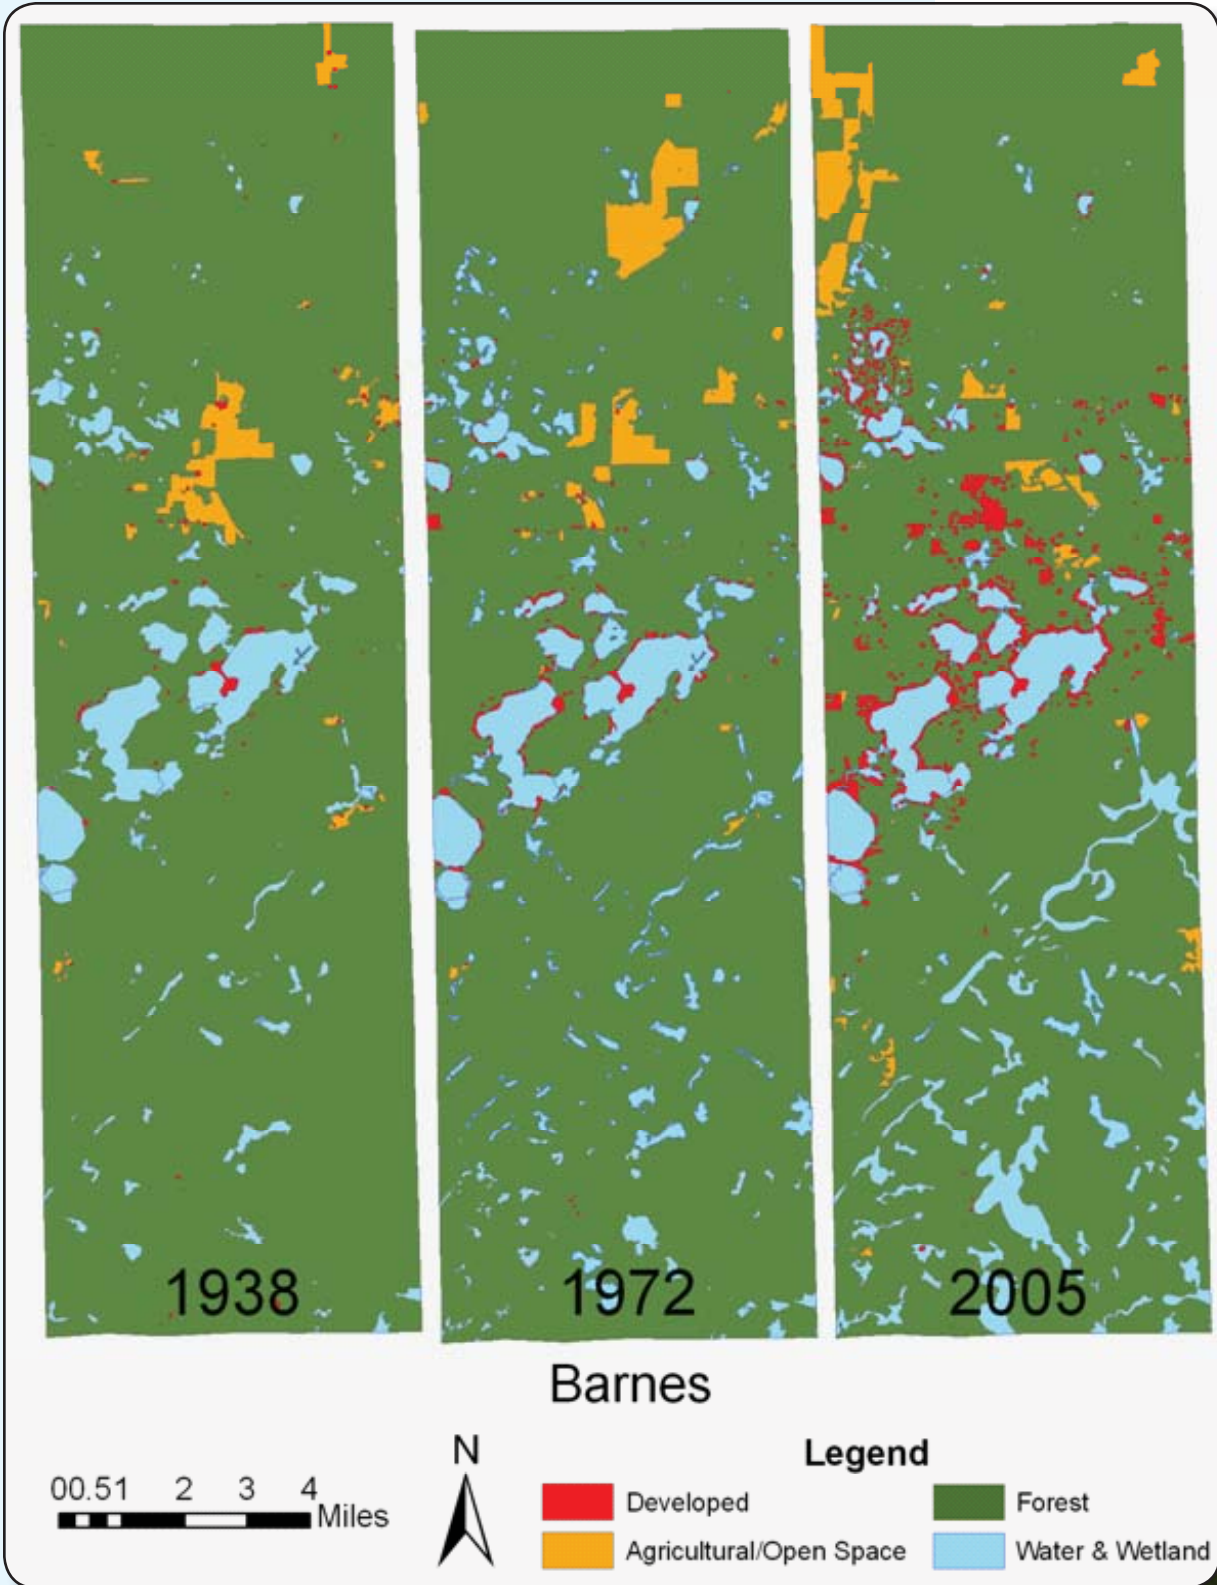 1938 1972 2005
Barnes
N
Legend
00.51 2 3 4
Miles
Developed
Forest
Agricultural/Open Space
Water & Wetland